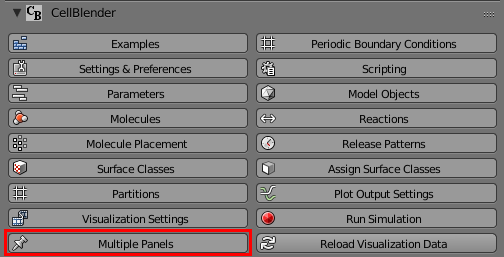 CB CellBlender
Examples Periodic Boundary Conditions
Settings & Preferences Scripting
Parameters Model Objects
Molecules Reactions
Molecule Placement Release Patterns
Surface Classes Assign Surface Classes
Partitions Plot Output Settings
Visualization Settings Run Simulation
Multiple Panels Reload Visualization Data